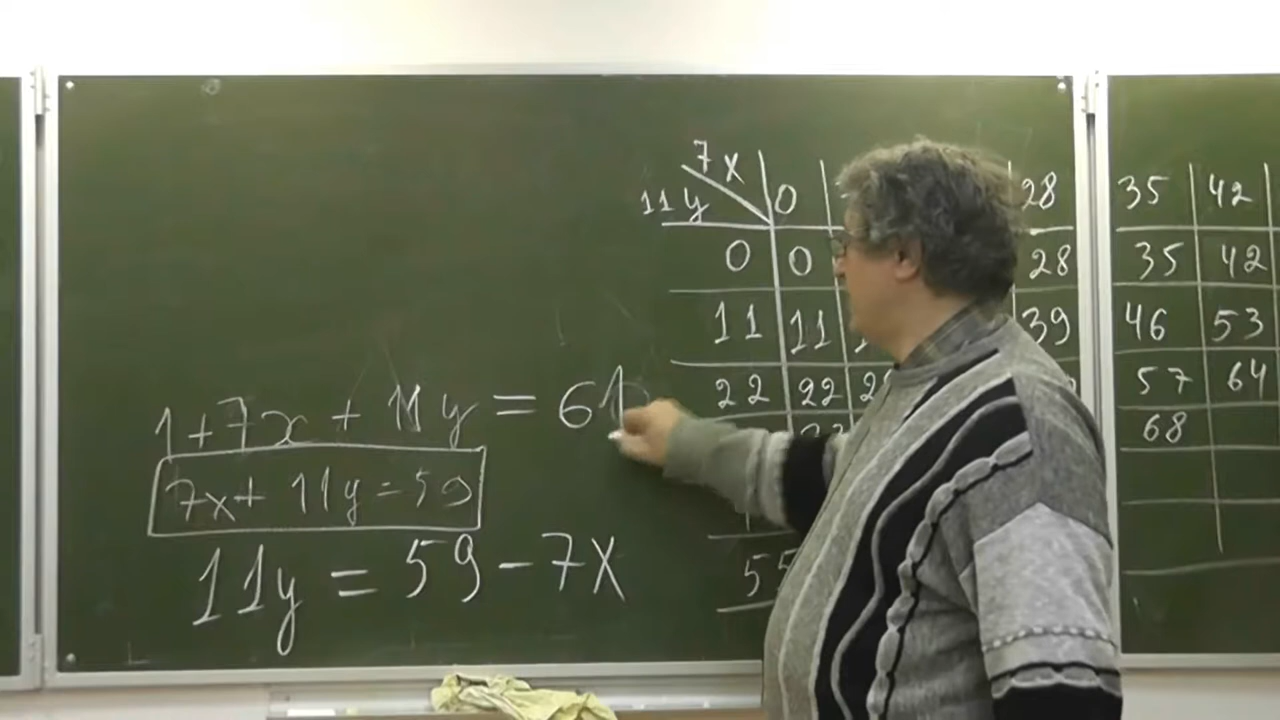 1+7x+11y=61
7x+11y=59
11y=59-7x
7x 0 28 35 42
11y
0 0 28 35 42
11 11 39 46 53
22 22 57 64
68
55